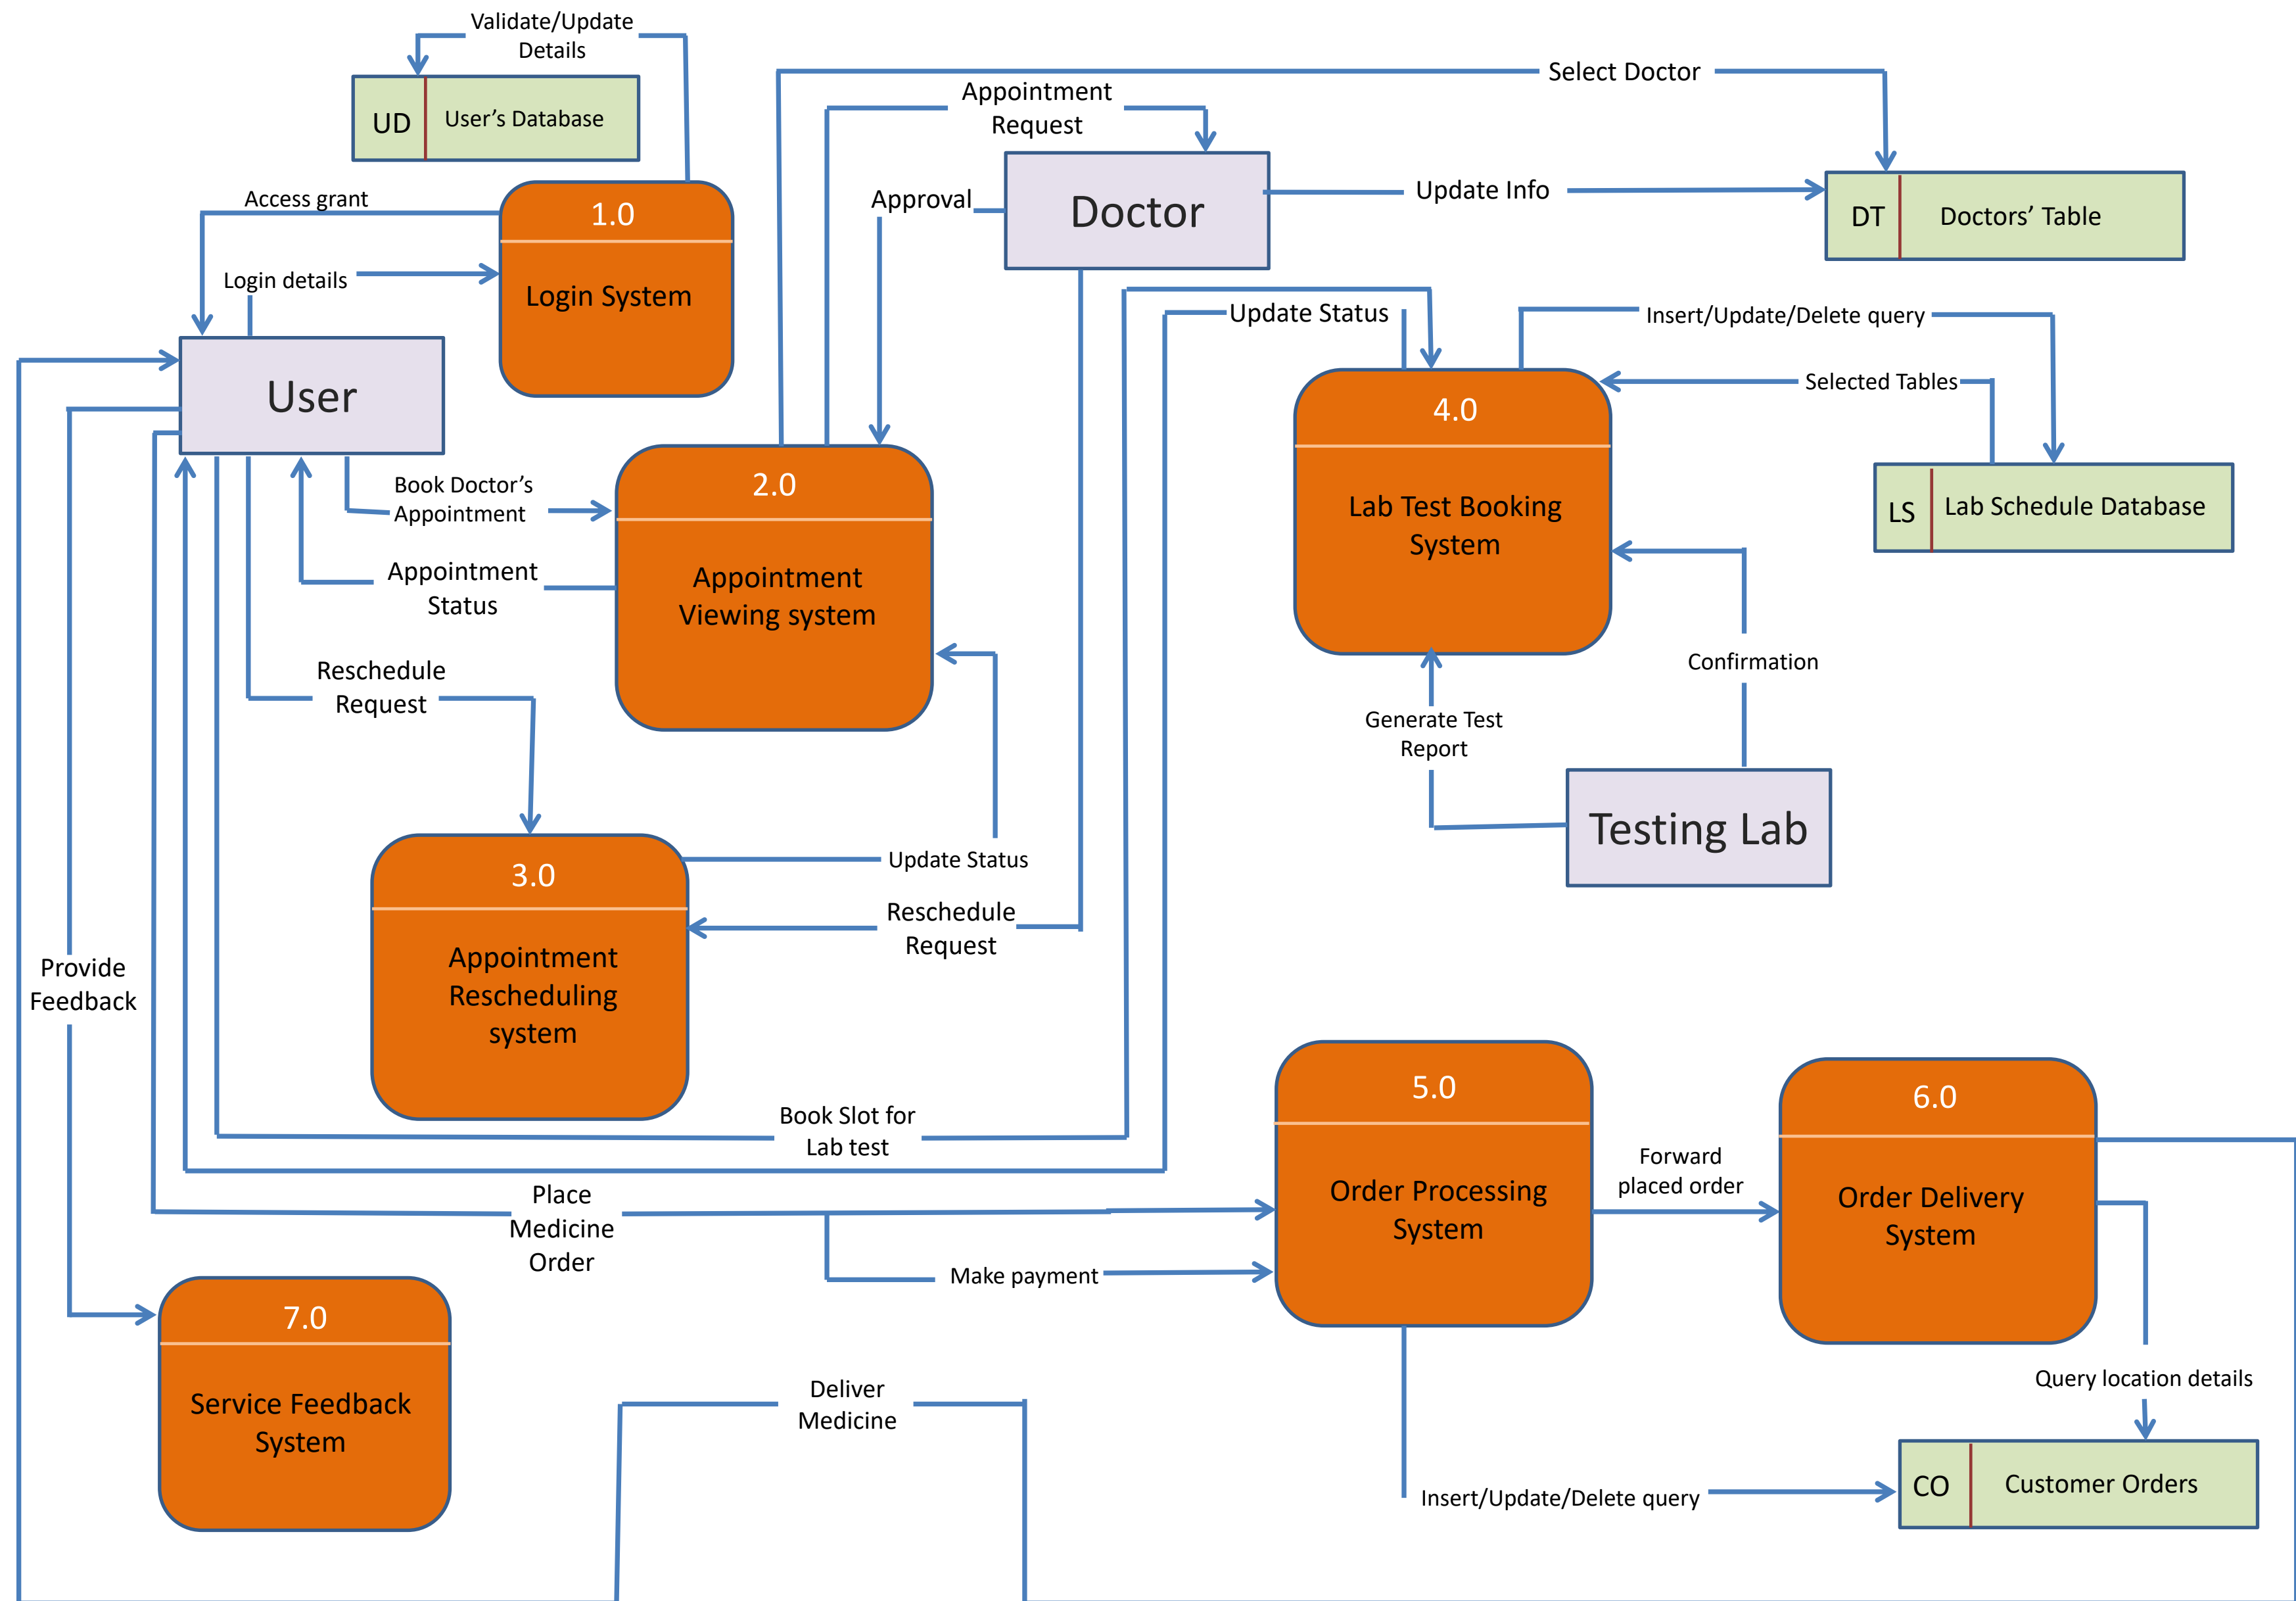 Validate/Update
Details
UD
User's Database
Select Doctor
Appointment
Request
Access grant
1.0
Login System
Login details
Approval
Doctor
Update Info
DT
Doctors’ Table
User
Update Status
Insert/Update/Delete query
Selected Tables
4.0
Lab Test Booking
System
LS
Lab Schedule Database
Book Doctor’s
Appointment
2.0
Appointment
Viewing system
Appointment
Status
Reschedule
Request
Confirmation
Generate Test
Report
Testing Lab
3.0
Appointment
Rescheduling
system
Update Status
Reschedule
Request
Provide
Feedback
Book Slot for
Lab test
5.0
Order Processing
System
Forward
placed order
6.0
Order Delivery
System
Place
Medicine
Order
Make payment
7.0
Service Feedback
System
Deliver
Medicine
Query location details
Insert/Update/Delete query
CO
Customer Orders